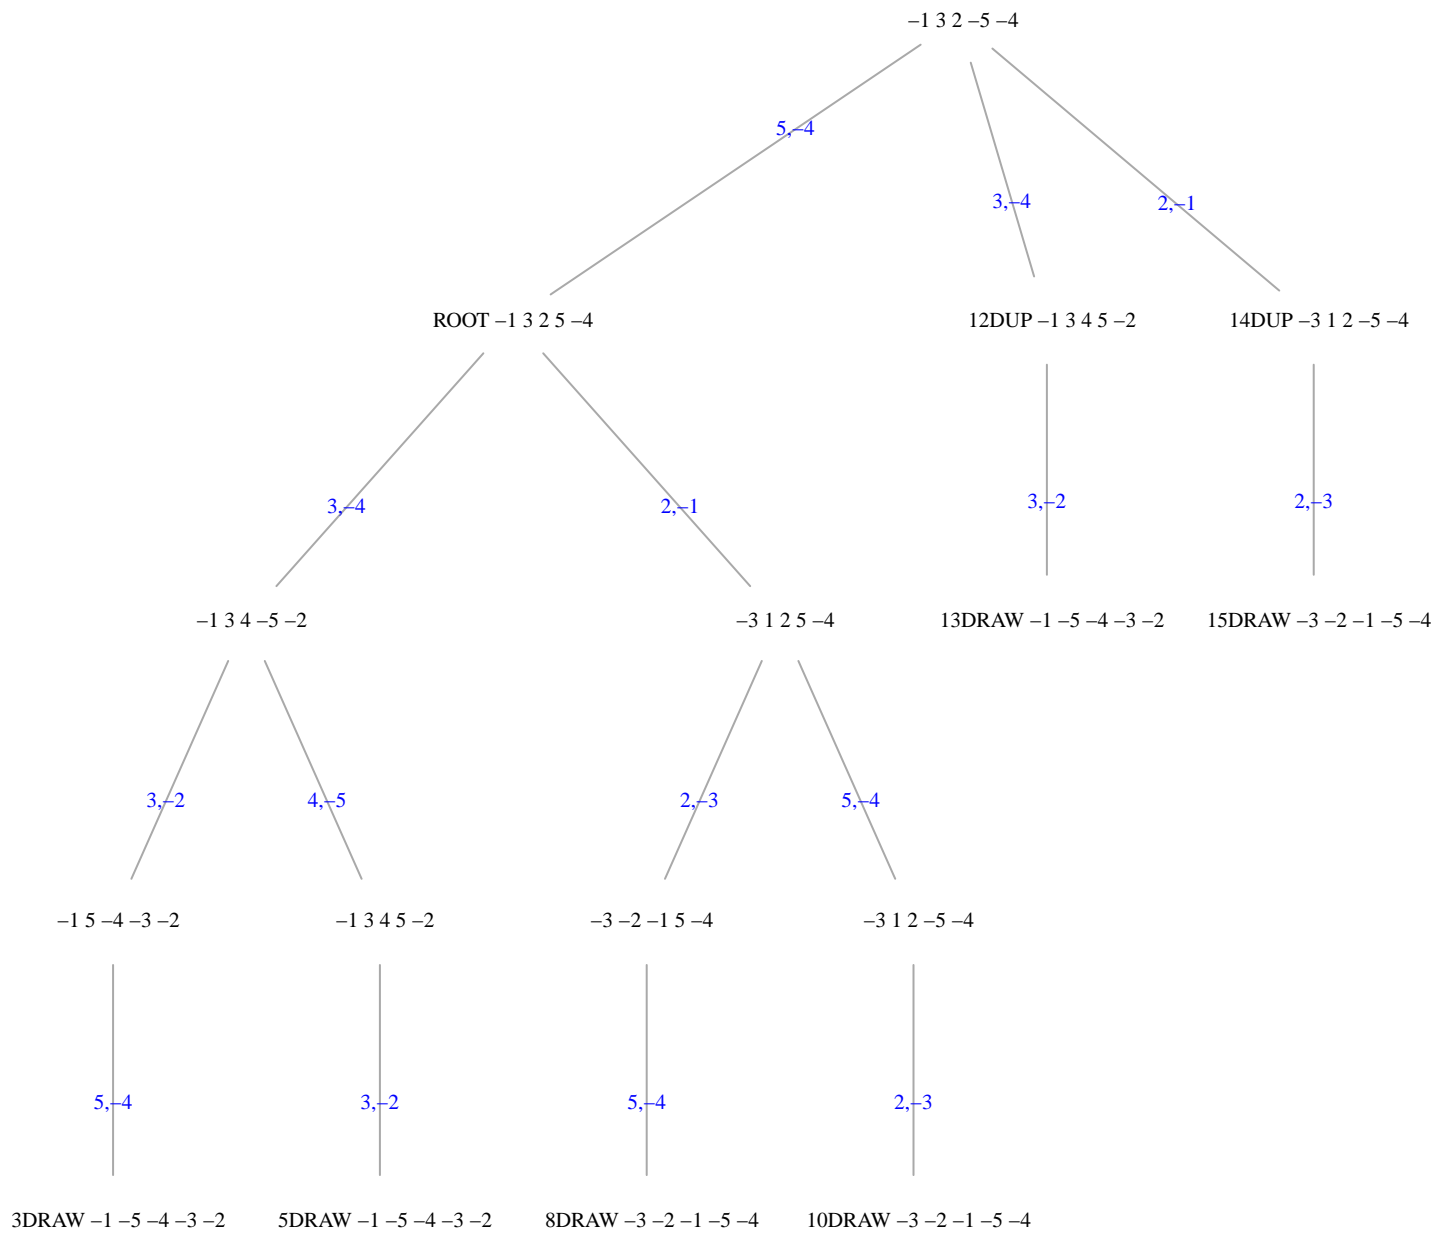 −1 3 2 −5 −4
5,−4
3,−4
2,−1
ROOT −1 3 2 5 −4
12DUP −1 3 4 5 −2
14DUP −3 1 2 −5 −4
3,−4
2,−1
3,−2
2,−3
−1 3 4 −5 −2
−3 1 2 5 −4
13DRAW −1 −5 −4 −3 −2
15DRAW −3 −2 −1 −5 −4
3,−2
4,−5
2,−3
5,−4
−1 5 −4 −3 −2
−1 3 4 5 −2
−3 −2 −1 5 −4
−3 1 2 −5 −4
5,−4
3,−2
5,−4
2,−3
3DRAW −1 −5 −4 −3 −2
5DRAW −1 −5 −4 −3 −2
8DRAW −3 −2 −1 −5 −4
10DRAW −3 −2 −1 −5 −4